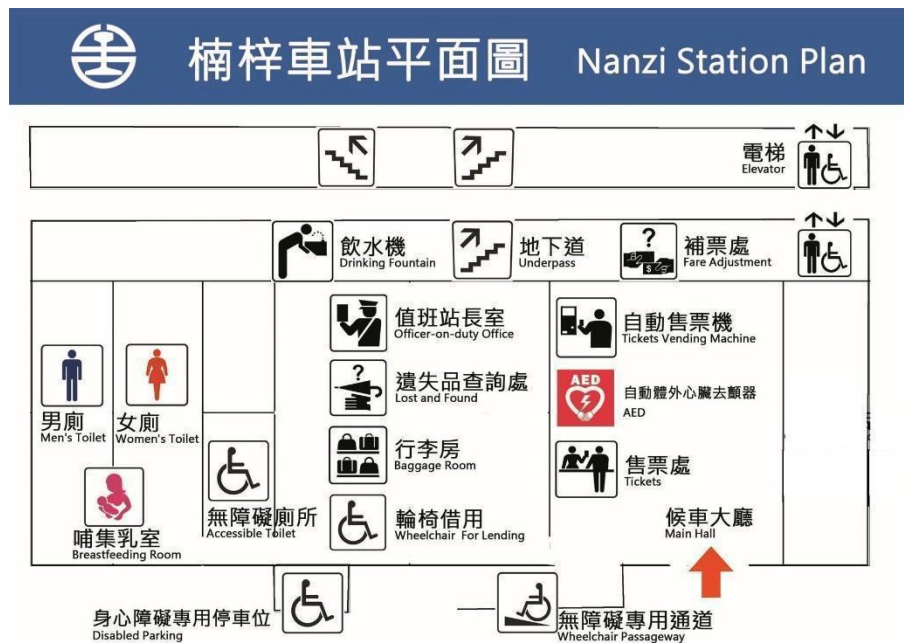 楠梓車站平面圖 Nanzi Station Plan
電梯
Elevator
飲水機
Drinking Fountain
地下道
Underpass
?
$
補票處
Fare Adjustment
值班站長室
Officer-on-duty Office
自動售票機
Tickets Vending Machine
?
遺失品查詢處
Lost and Found
AED
自動體外心臟去顫器
AED
男廁
Men's Toilet
女廁
Women's Toilet
行李房
Baggage Room
售票處
Tickets
無障礙廁所
Accessible Toilet
輪椅借用
Wheelchair For Lending
候車大廳
Main Hall
哺集乳室
Breastfeeding Room
身心障礙專用停車位
Disabled Parking
無障礙專用通道
Wheelchair Passageway